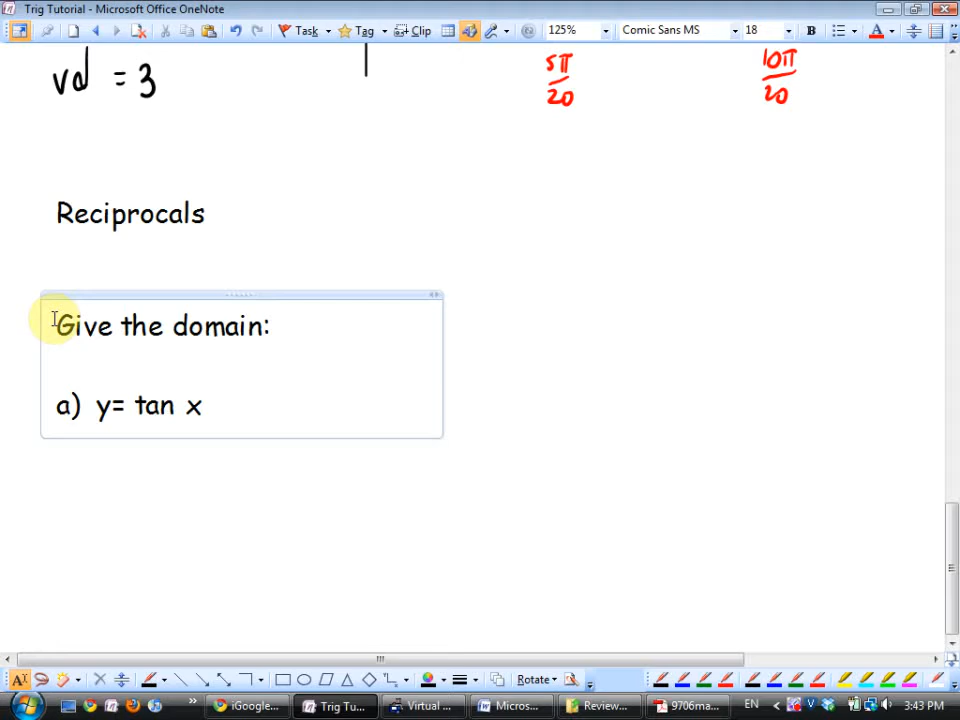 Trig Tutorial - Microsoft Office OneNote
Task Tag Clip 125% Comic Sans MS 18 B A
vd = 3
5π
20
10π
20
Reciprocals
Give the domain:
a) y= tan x
Rotate
iGoogle... Trig Tu... Virtual ... Micros... Review... 9706ma... EN 3:43 PM